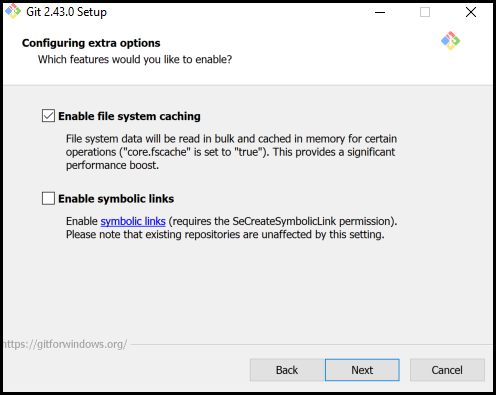 Git 2.43.0 Setup
Configuring extra options
Which features would you like to enable?
Enable file system caching
File system data will be read in bulk and cached in memory for certain
operations ("core.fscache" is set to "true"). This provides a significant
performance boost.
Enable symbolic links
Enable symbolic links (requires the SeCreateSymbolicLink permission).
Please note that existing repositories are unaffected by this setting.
https://gitforwindows.org/
Back
Next
Cancel